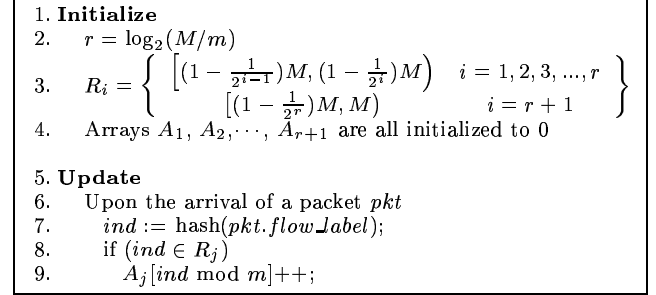 1. Initialize
2. r = log₂(M/m)
3. Rᵢ = { [(1 − 1/2^{i−1})M, (1 − 1/2^i)M) i = 1, 2, 3, ..., r
[(1 − 1/2^r)M, M) i = r + 1 }
4. Arrays A₁, A₂,⋯, A_{r+1} are all initialized to 0
5. Update
6. Upon the arrival of a packet pkt
7. ind := hash(pkt.flow_label);
8. if (ind ∈ Rⱼ)
9. Aⱼ[ind mod m]++;